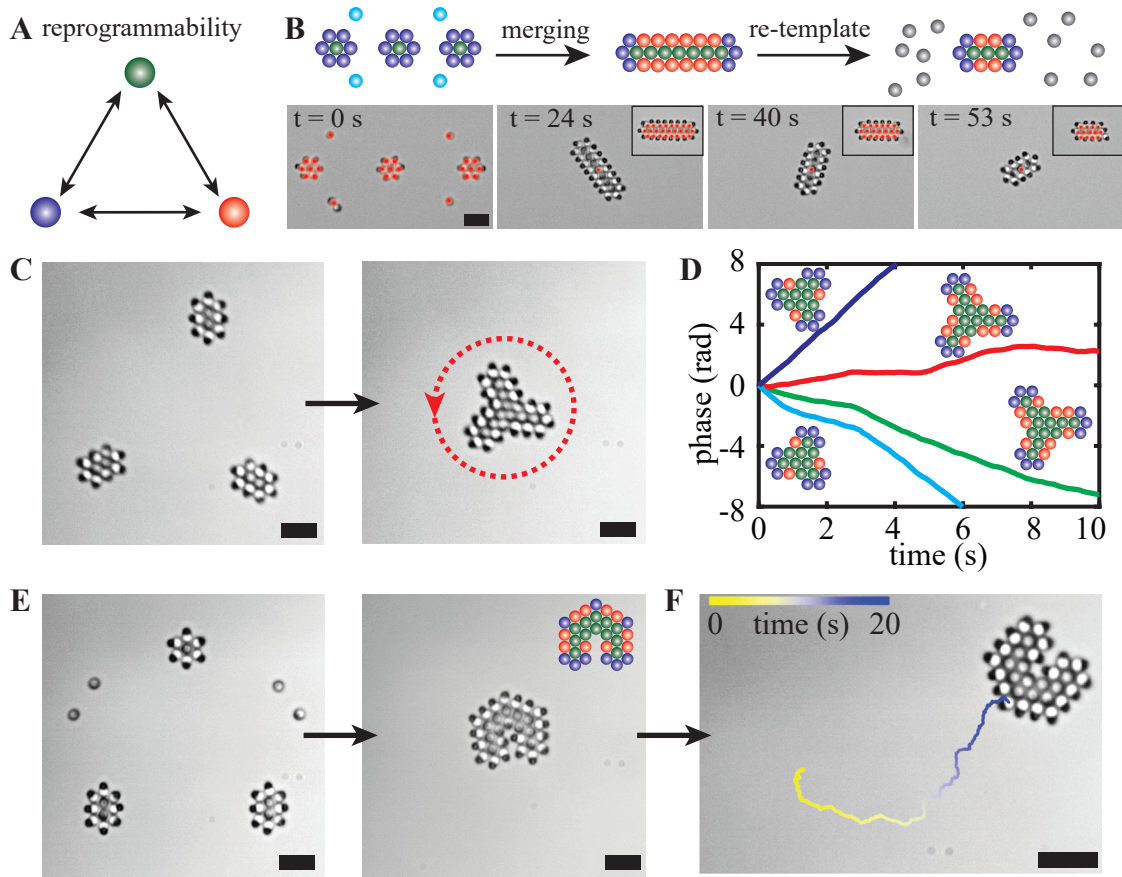 A reprogrammability
B
merging
re-template
t = 0 s
t = 24 s
t = 40 s
t = 53 s
C
D
8
4
0
-4
-8
phase (rad)
0 2 4 6 8 10
time (s)
E
F
0 time (s) 20